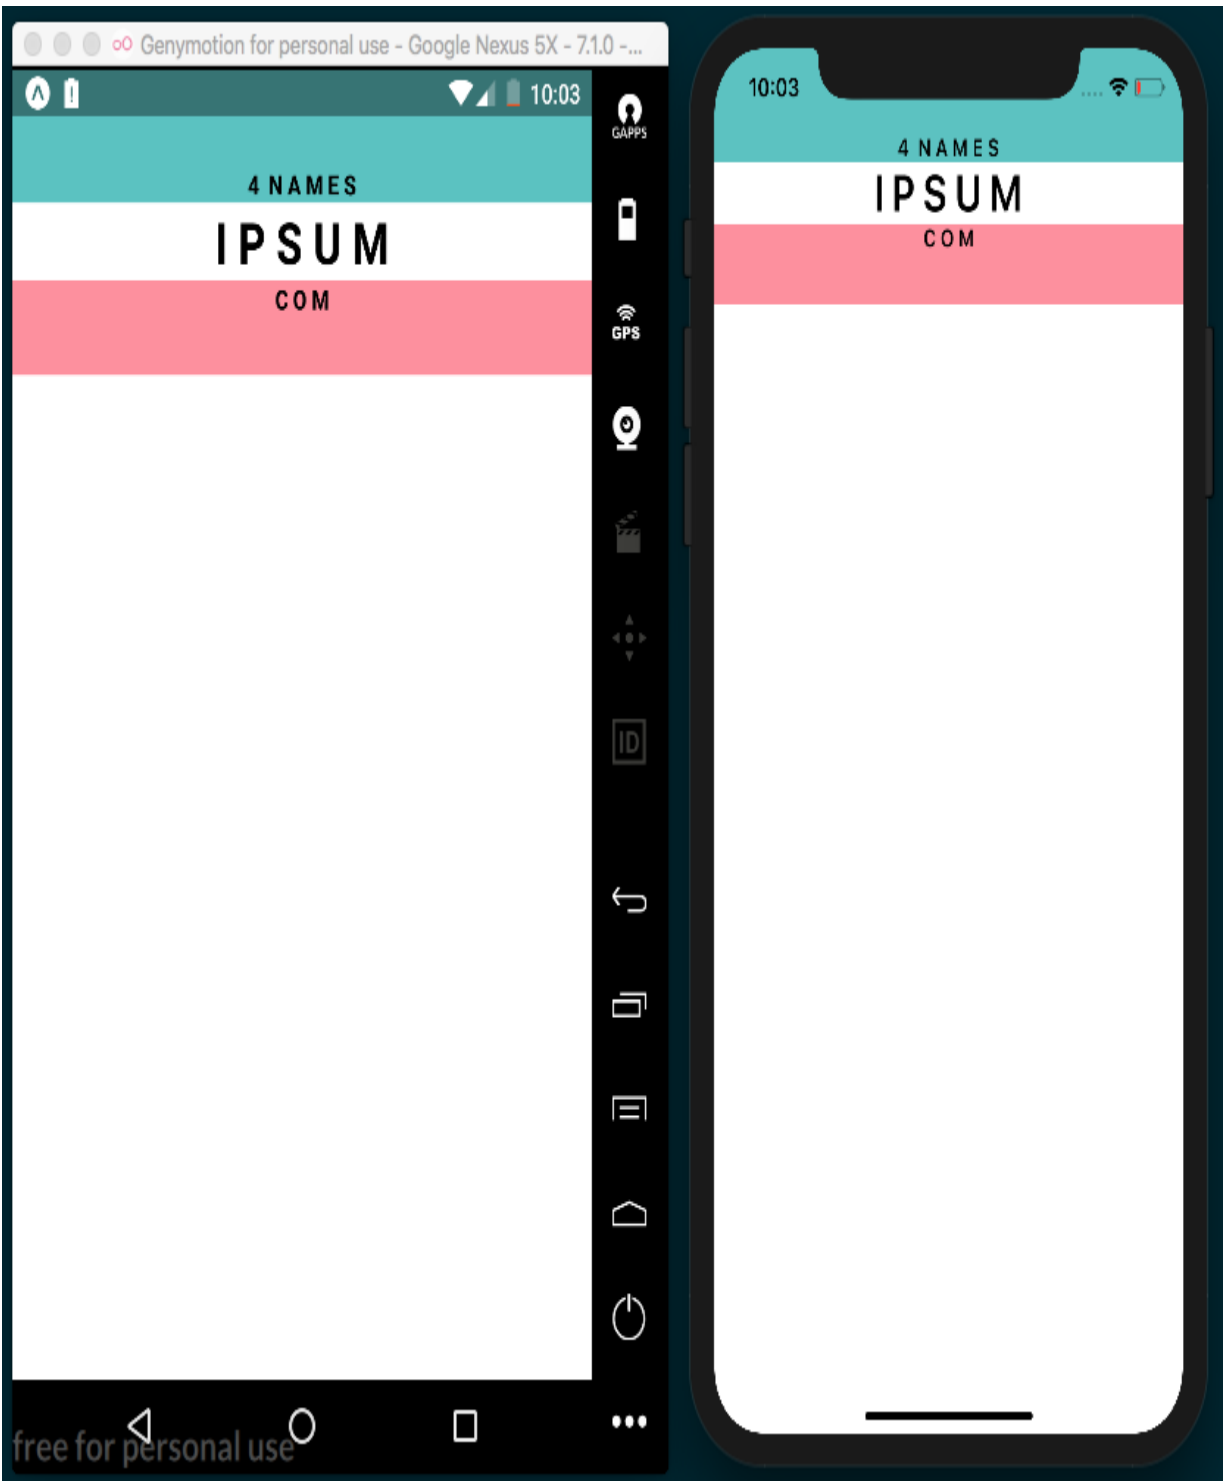 Genymotion for personal use - Google Nexus 5X - 7.1.0 -...
10:03
4 NAMES
IPSUM
COM
GAPPS
GPS
ID
free for personal use
10:03
4 NAMES
IPSUM
COM